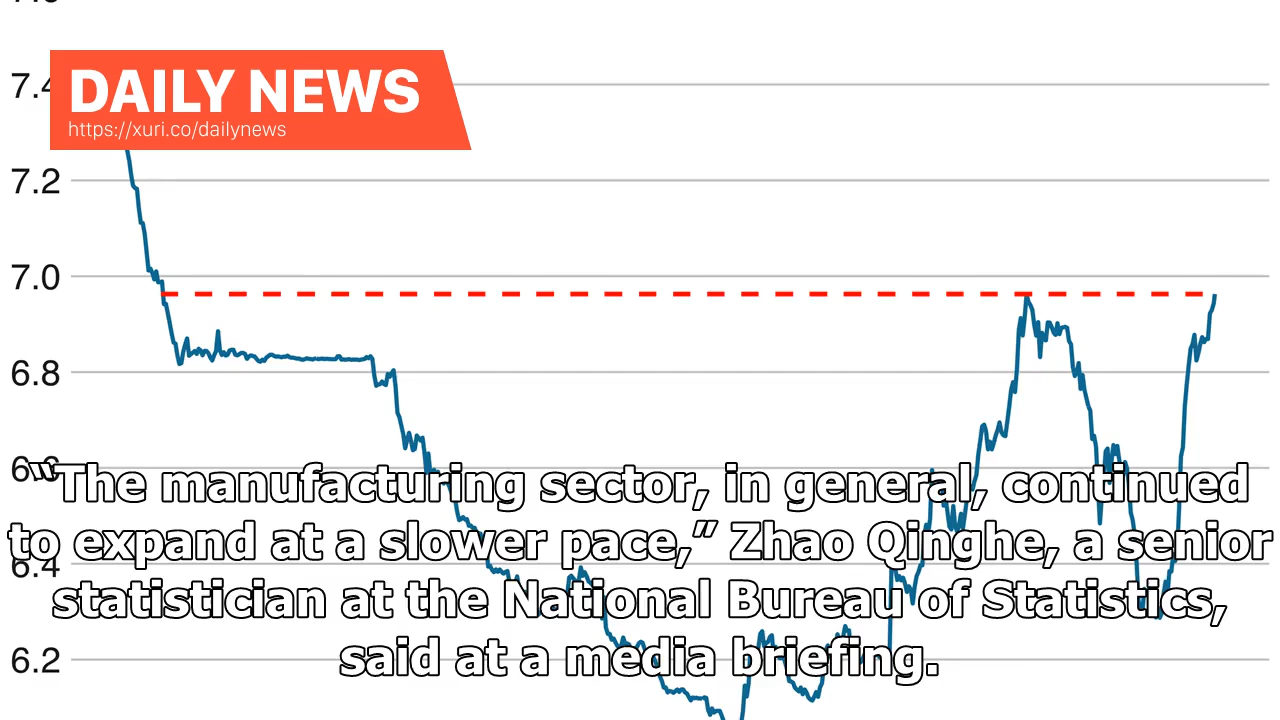 7.4
DAILY NEWS
https://xuri.co/dailynews
7.2
7.0
6.8
“The manufacturing sector, in general, continued
to expand at a slower pace,” Zhao Qinghe, a senior
6.4
statistician at the National Bureau of Statistics,
said at a media briefing.
6.2